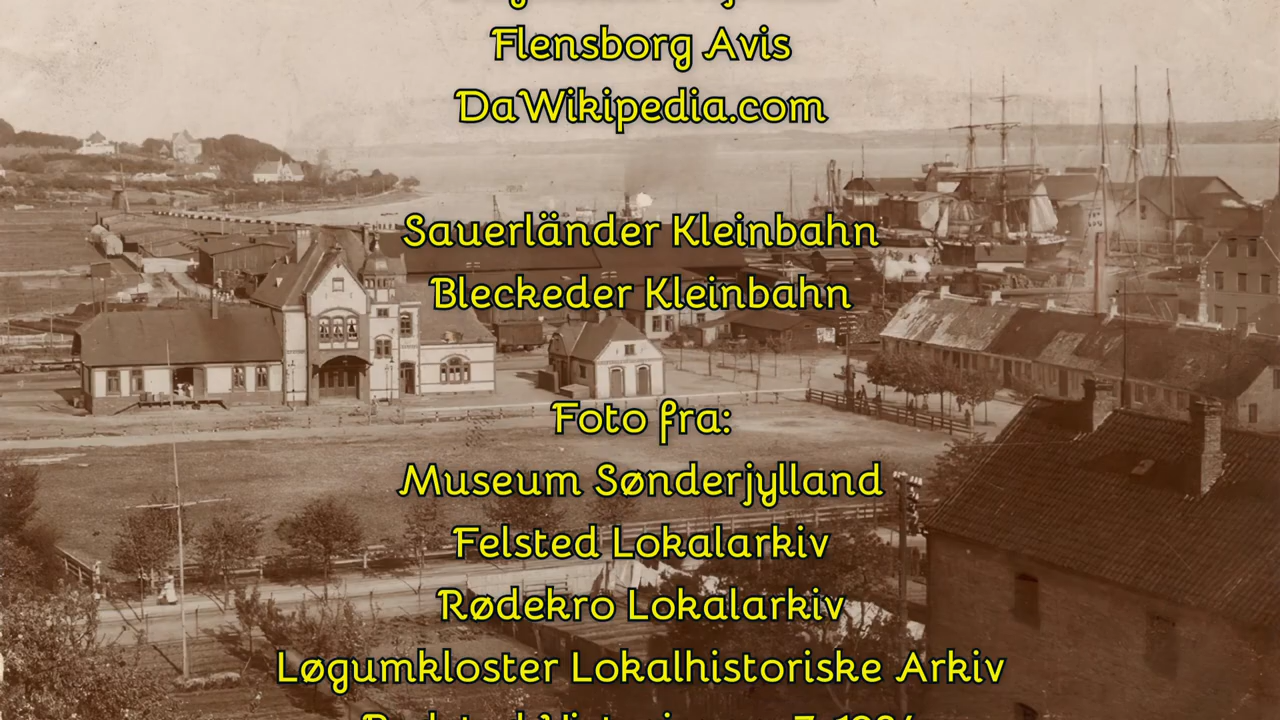 Flensborg Avis
DaWikipedia.com
Sauerländer Kleinbahn
Bleckeder Kleinbahn
Foto fra:
Museum Sønderjylland
Felsted Lokalarkiv
Rødekro Lokalarkiv
Løgumkloster Lokalhistoriske Arkiv